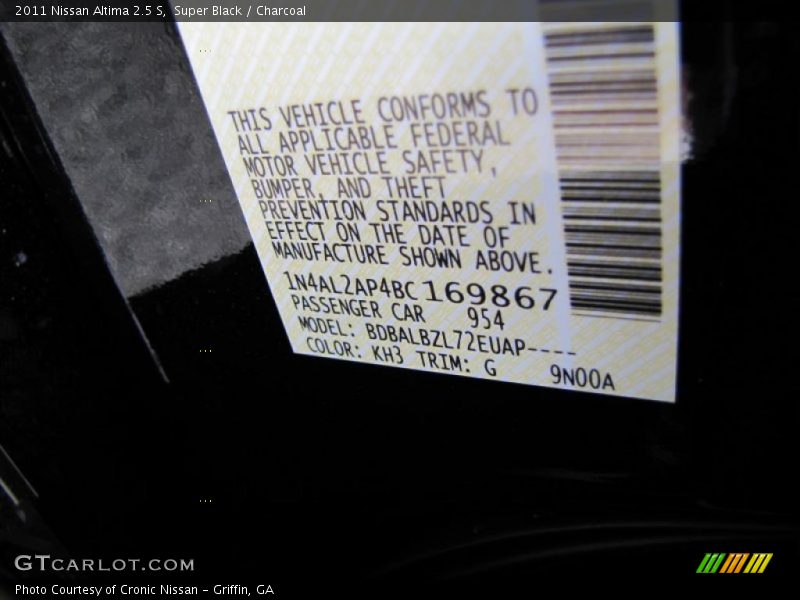 2011 Nissan Altima 2.5 S, Super Black / Charcoal
THIS VEHICLE CONFORMS TO
ALL APPLICABLE FEDERAL
MOTOR VEHICLE SAFETY,
BUMPER, AND THEFT
PREVENTION STANDARDS IN
EFFECT ON THE DATE OF
MANUFACTURE SHOWN ABOVE.
1N4AL2AP4BC169867
PASSENGER CAR 954
MODEL: BDBALBZL72EUAP----
COLOR: KH3 TRIM: G 9N00A
GTCARLOT.COM
Photo Courtesy of Cronic Nissan - Griffin, GA